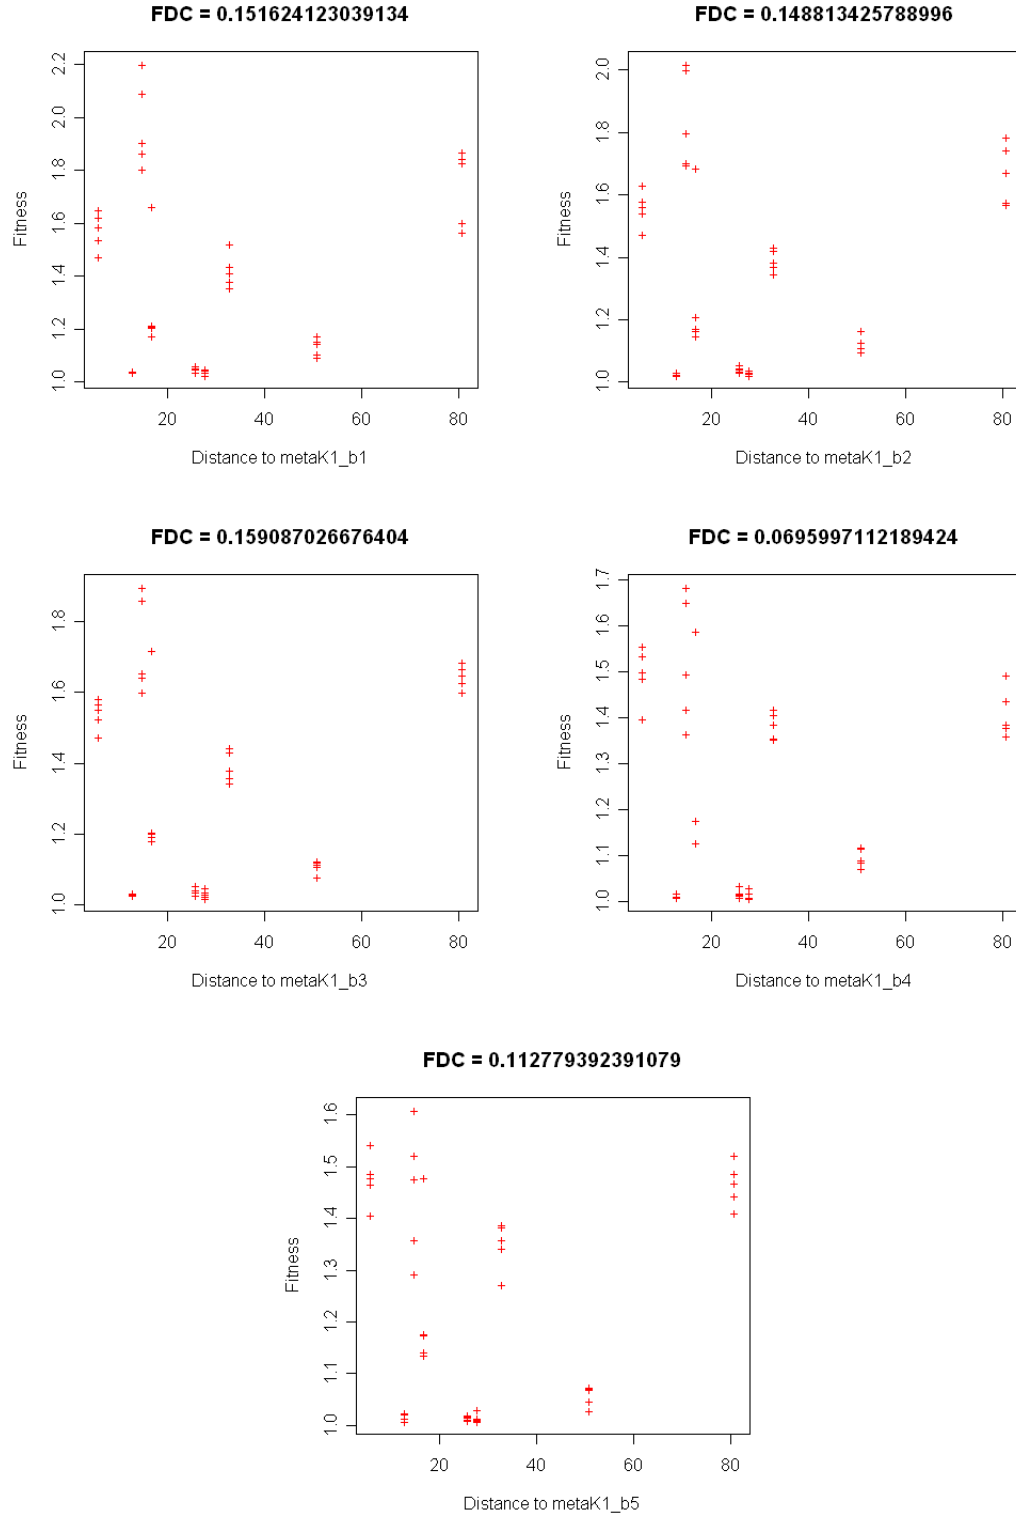 FDC = 0.151624123039134
2.2
2.0
1.8
1.6
1.4
1.2
1.0
Fitness
20 40 60 80
Distance to metaK1_b1
FDC = 0.148813425788996
2.0
1.8
1.6
1.4
1.2
1.0
Fitness
20 40 60 80
Distance to metaK1_b2
FDC = 0.159087026676404
1.8
1.6
1.4
1.2
1.0
Fitness
20 40 60 80
Distance to metaK1_b3
FDC = 0.0695997112189424
1.7
1.6
1.5
1.4
1.3
1.2
1.1
1.0
Fitness
20 40 60 80
Distance to metaK1_b4
FDC = 0.112779392391079
1.6
1.5
1.4
1.3
1.2
1.1
1.0
Fitness
20 40 60 80
Distance to metaK1_b5